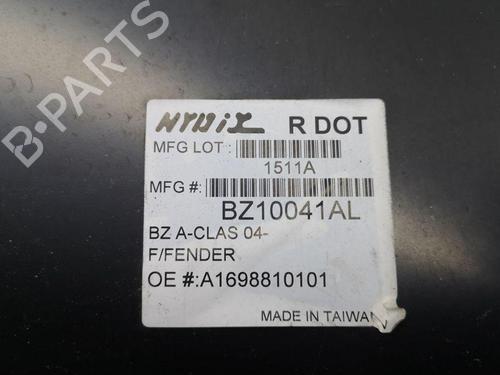 R DOT
MFG LOT :
1511A
MFG #:
BZ10041AL
BZ A-CLAS 04-
F/FENDER
OE #:A1698810101
MADE IN TAIWAN
B-PARTS